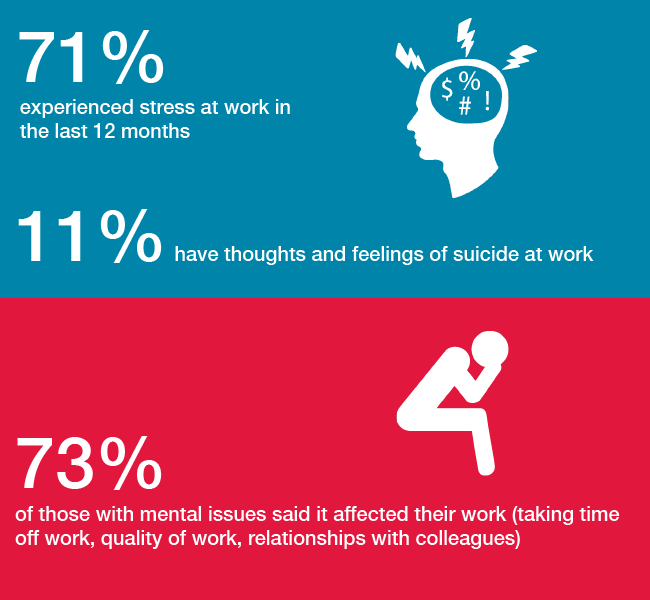 71%
experienced stress at work in
the last 12 months
$ %
# !
11% have thoughts and feelings of suicide at work
73%
of those with mental issues said it affected their work (taking time
off work, quality of work, relationships with colleagues)